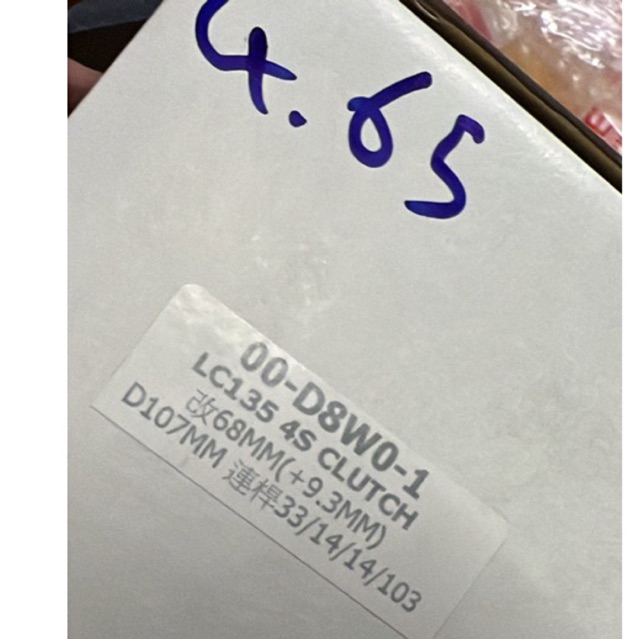 4.65
00-D8W0-1
LC135 4S CLUTCH
改68MM(+9.3MM)
D107MM 連桿33/14/14/103